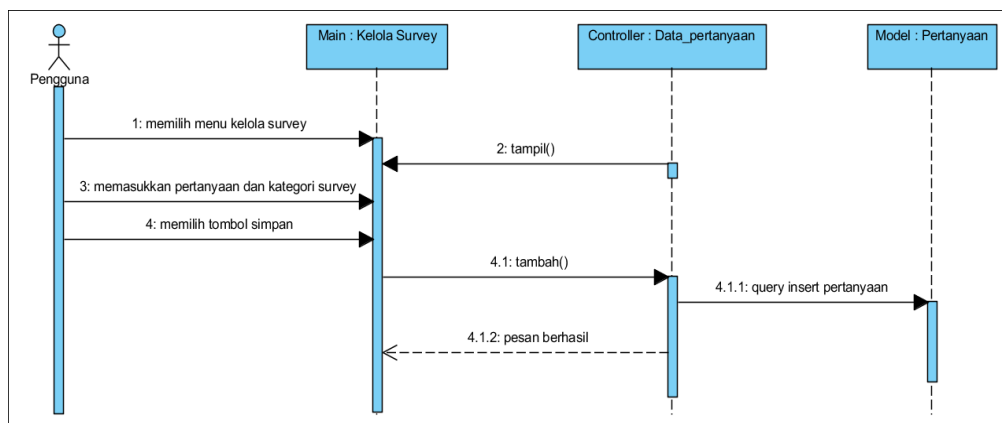 Pengguna
Main : Kelola Survey
Controller : Data_pertanyaan
Model : Pertanyaan
1: memilih menu kelola survey
2: tampil()
3: memasukkan pertanyaan dan kategori survey
4: memilih tombol simpan
4.1: tambah()
4.1.1: query insert pertanyaan
4.1.2: pesan berhasil